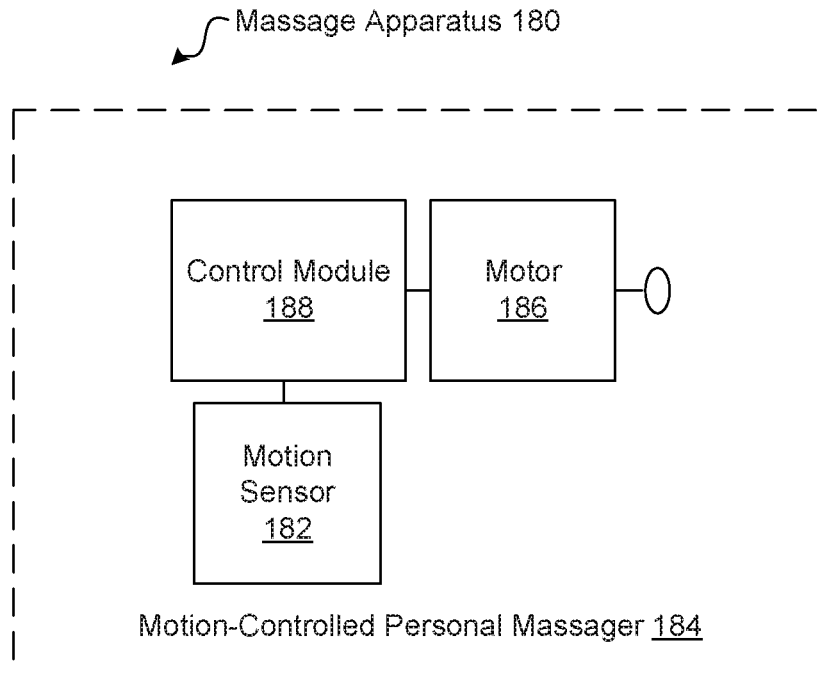 Massage Apparatus 180
Control Module
188
Motor
186
Motion
Sensor
182
Motion-Controlled Personal Massager 184